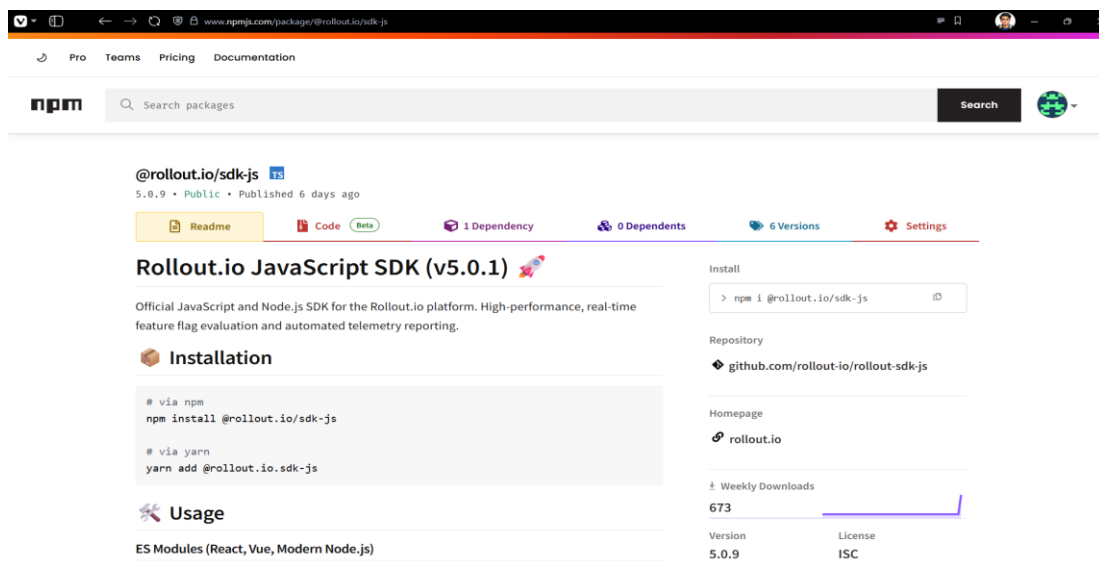 www.npmjs.com/package/@rollout.io/sdk-js
Pro Teams Pricing Documentation
npm
Search packages
Search
@rollout.io/sdk-js TS
5.0.9 • Public • Published 6 days ago
Readme
Code Beta
1 Dependency
0 Dependents
6 Versions
Settings
Rollout.io JavaScript SDK (v5.0.1) 🚀
Official JavaScript and Node.js SDK for the Rollout.io platform. High-performance, real-time
feature flag evaluation and automated telemetry reporting.
📦 Installation
# via npm
npm install @rollout.io/sdk-js
# via yarn
yarn add @rollout.io.sdk-js
🛠 Usage
ES Modules (React, Vue, Modern Node.js)
Install
> npm i @rollout.io/sdk-js
Repository
github.com/rollout-io/rollout-sdk-js
Homepage
rollout.io
Weekly Downloads
673
Version License
5.0.9 ISC